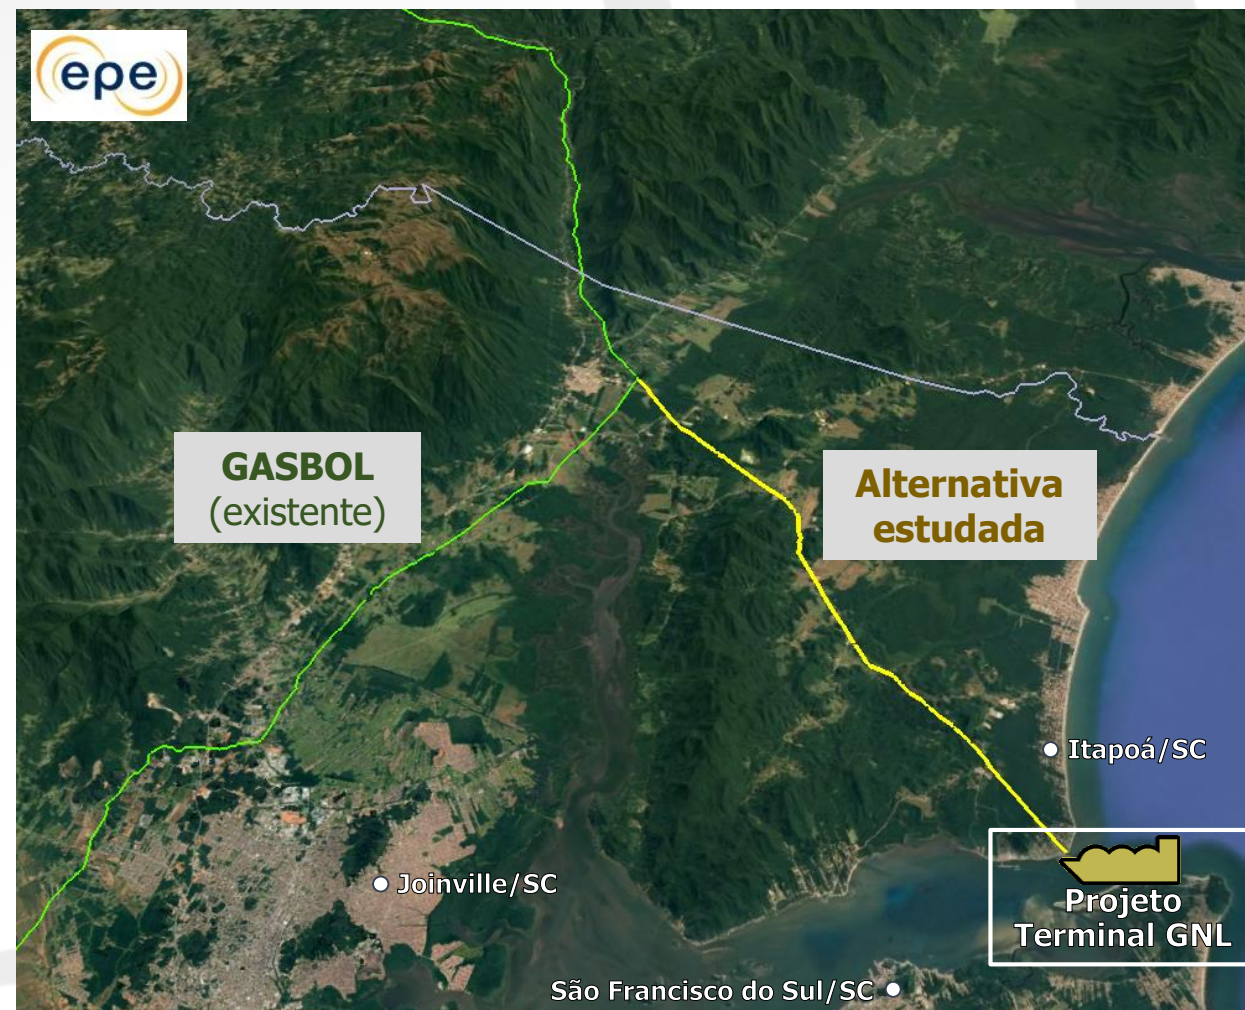 epe
GASBOL
(existente)
Alternativa
estudada
Itapoá/SC
Joinville/SC
Projeto
Terminal GNL
São Francisco do Sul/SC